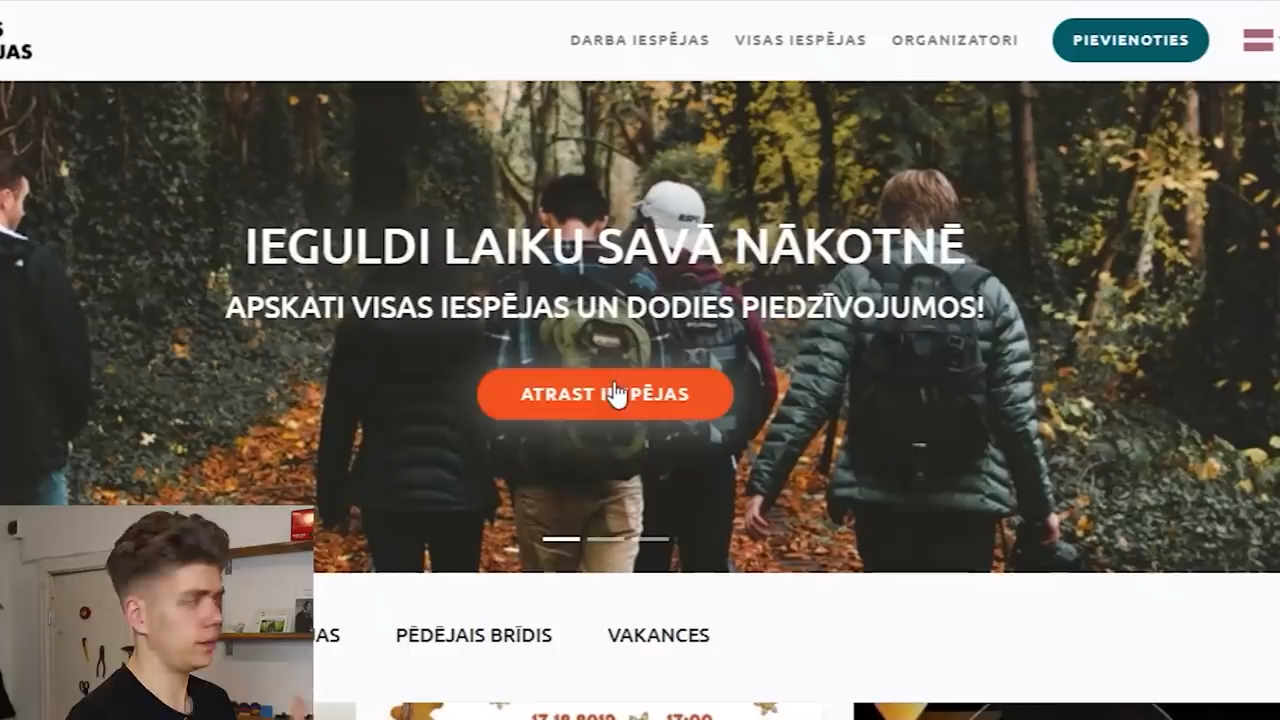 DARBA IESPĒJAS VISAS IESPĒJAS ORGANIZATORI PIEVIENOTIES
IEGULDI LAIKU SAVĀ NĀKOTNĒ
APSKATI VISAS IESPĒJAS UN DODIES PIEDZĪVOJUMOS!
ATRAST
PĒDĒJAIS BRĪDIS VAKANCES